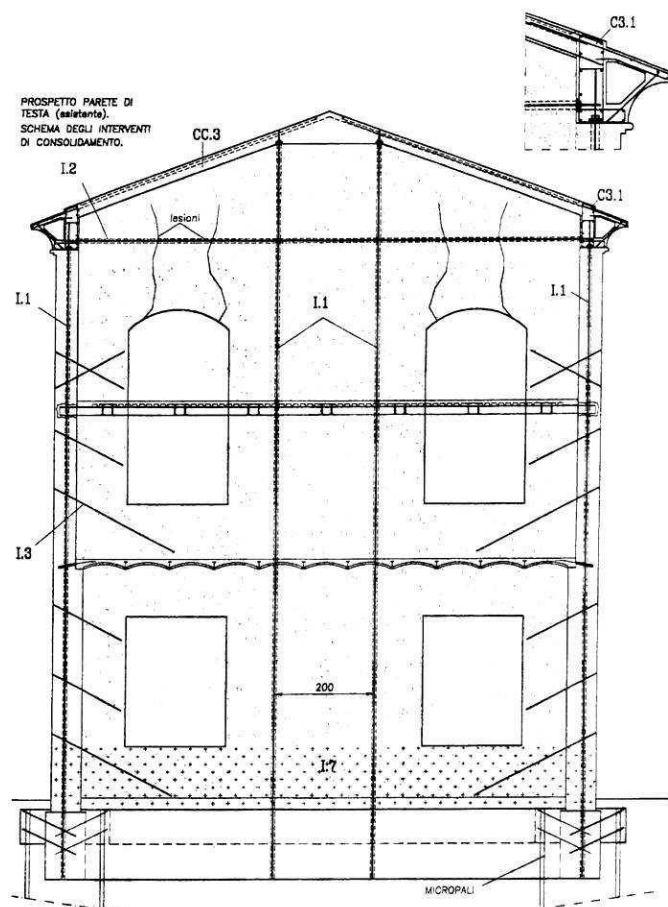 C3.1
PROSPETTO PARETE DI
TESTA (esistente).
SCHEMA DEGLI INTERVENTI
DI CONSOLIDAMENTO.
CC.3
I.2
C3.1
lesioni
I.1
I.1
I.1
I.3
200
I.7
MICROPALI